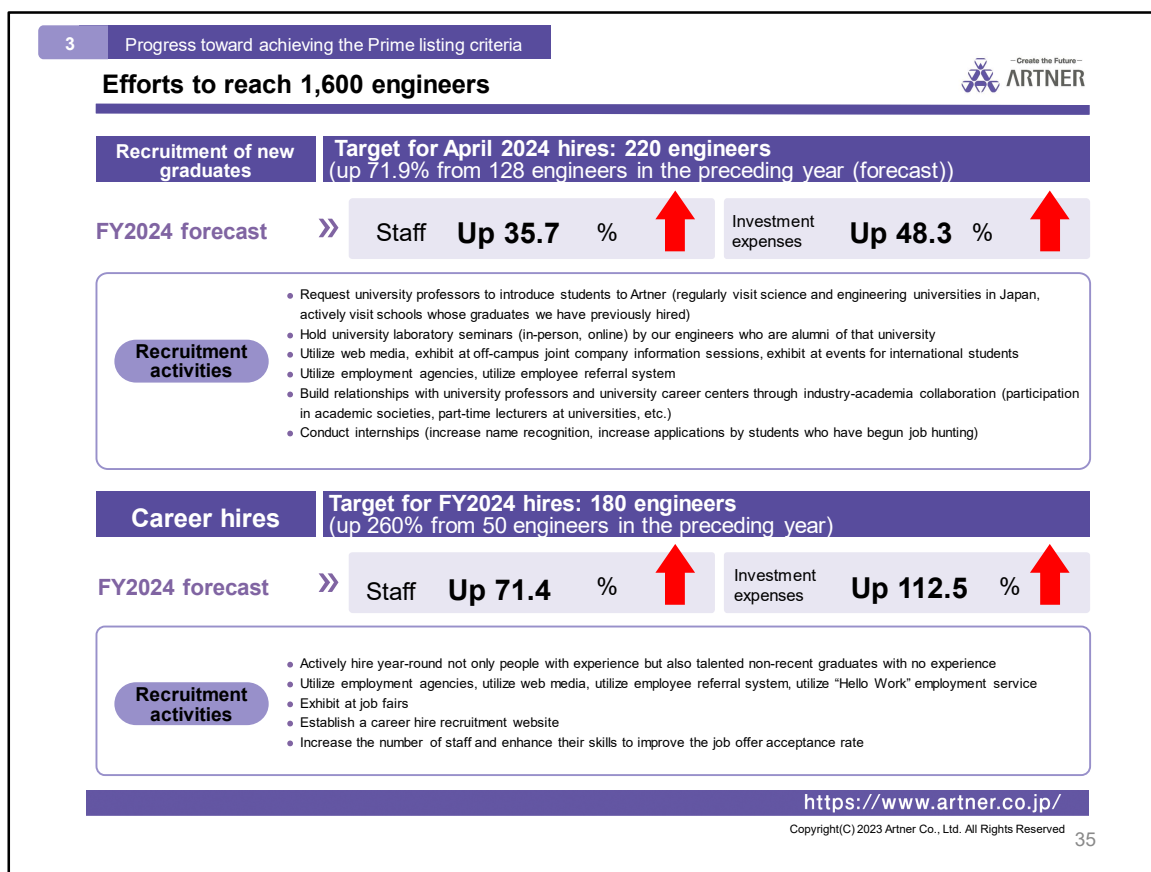 3
Progress toward achieving the Prime listing criteria
Efforts to reach 1,600 engineers
–Create the Future–
ARTNER
Recruitment of new
graduates
Target for April 2024 hires: 220 engineers
(up 71.9% from 128 engineers in the preceding year (forecast))
FY2024 forecast » Staff Up 35.7 % Investment
expenses Up 48.3 %
Recruitment
activities
● Request university professors to introduce students to Artner (regularly visit science and engineering universities in Japan,
actively visit schools whose graduates we have previously hired)
● Hold university laboratory seminars (in-person, online) by our engineers who are alumni of that university
● Utilize web media, exhibit at off-campus joint company information sessions, exhibit at events for international students
● Utilize employment agencies, utilize employee referral system
● Build relationships with university professors and university career centers through industry-academia collaboration (participation
in academic societies, part-time lecturers at universities, etc.)
● Conduct internships (increase name recognition, increase applications by students who have begun job hunting)
Career hires
Target for FY2024 hires: 180 engineers
(up 260% from 50 engineers in the preceding year)
FY2024 forecast » Staff Up 71.4 % Investment
expenses Up 112.5 %
Recruitment
activities
● Actively hire year-round not only people with experience but also talented non-recent graduates with no experience
● Utilize employment agencies, utilize web media, utilize employee referral system, utilize “Hello Work” employment service
● Exhibit at job fairs
● Establish a career hire recruitment website
● Increase the number of staff and enhance their skills to improve the job offer acceptance rate
https://www.artner.co.jp/
Copyright(C) 2023 Artner Co., Ltd. All Rights Reserved
35